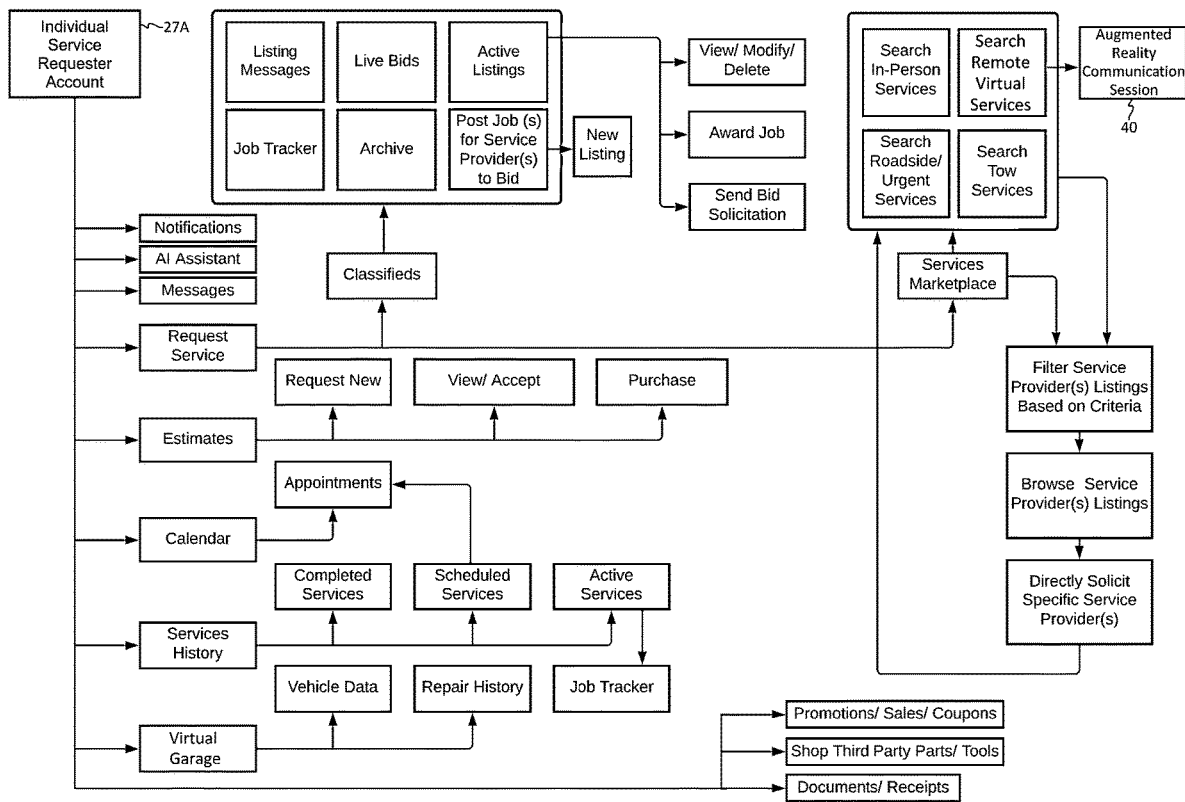 Individual
Service
Requester
Account
27A
Listing
Messages
Live Bids
Active
Listings
Job Tracker
Archive
Post Job (s)
for Service
Provider(s)
to Bid
New
Listing
View/ Modify/
Delete
Award Job
Send Bid
Solicitation
Search
In-Person
Services
Search
Remote
Virtual
Services
Search
Roadside/
Urgent
Services
Search
Tow
Services
Augmented
Reality
Communication
Session
40
Notifications
AI Assistant
Messages
Classifieds
Services
Marketplace
Request
Service
Request New
View/ Accept
Purchase
Filter Service
Provider(s) Listings
Based on Criteria
Estimates
Appointments
Browse Service
Provider(s) Listings
Calendar
Completed
Services
Scheduled
Services
Active
Services
Directly Solicit
Specific Service
Provider(s)
Services
History
Vehicle Data
Repair History
Job Tracker
Virtual
Garage
Promotions/ Sales/ Coupons
Shop Third Party Parts/ Tools
Documents/ Receipts